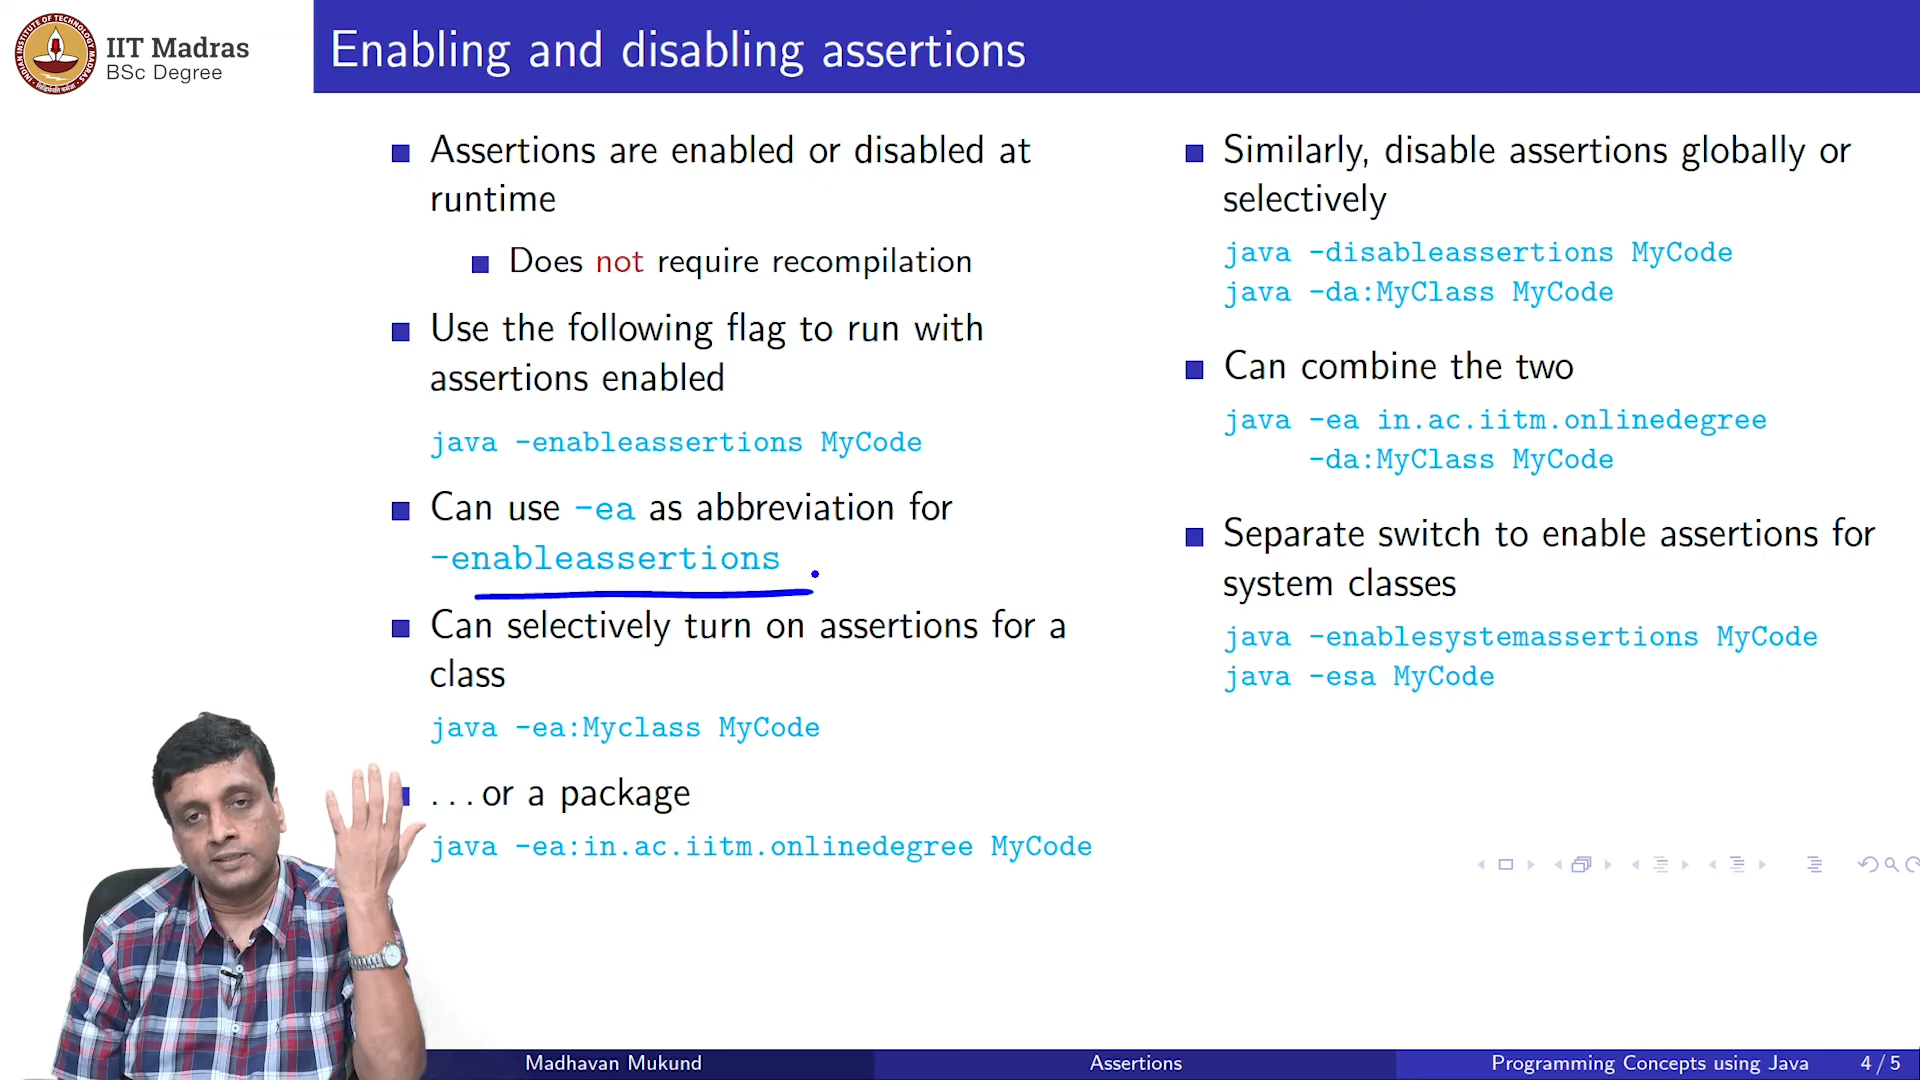 IIT Madras
BSc Degree
Enabling and disabling assertions
Assertions are enabled or disabled at
runtime
Does not require recompilation
Use the following flag to run with
assertions enabled
java -enableassertions MyCode
Can use -ea as abbreviation for
-enableassertions
Can selectively turn on assertions for a
class
java -ea:Myclass MyCode
...or a package
java -ea:in.ac.iitm.onlinedegree MyCode
Similarly, disable assertions globally or
selectively
java -disableassertions MyCode
java -da:MyClass MyCode
Can combine the two
java -ea in.ac.iitm.onlinedegree
-da:MyClass MyCode
Separate switch to enable assertions for
system classes
java -enablesystemassertions MyCode
java -esa MyCode
Madhavan Mukund
Assertions
Programming Concepts using Java
4/5